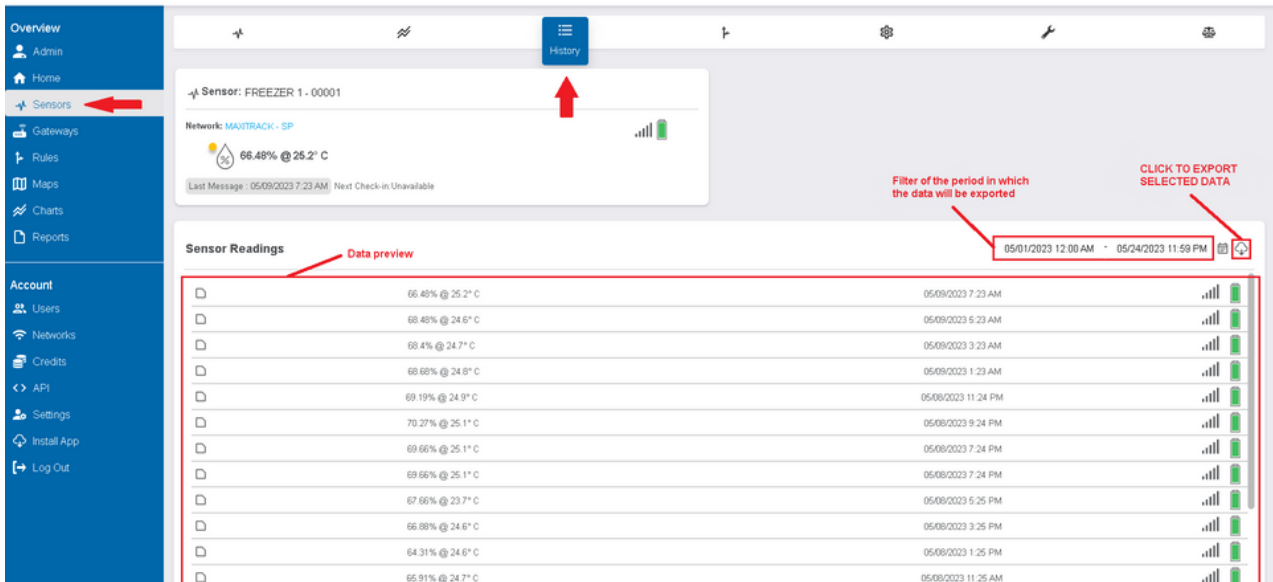 Overview
Admin
Home
Sensors
Gateways
Rules
Maps
Charts
Reports
Account
Users
Networks
Credits
API
Settings
Install App
Log Out
History
Sensor: FREEZER 1 - 00001
Network: MAXITRACK - SP
% 66.48% @ 25.2° C
Last Message : 05/09/2023 7:23 AM Next Check-in:Unavailable
Filter of the period in which
the data will be exported
CLICK TO EXPORT
SELECTED DATA
Sensor Readings
Data preview
05/01/2023 12:00 AM - 05/24/2023 11:59 PM
66.48% @ 25.2° C 05/09/2023 7:23 AM
68.48% @ 24.6° C 05/09/2023 5:23 AM
68.4% @ 24.7° C 05/09/2023 3:23 AM
68.68% @ 24.8° C 05/09/2023 1:23 AM
69.19% @ 24.9° C 05/08/2023 11:24 PM
70.27% @ 25.1° C 05/08/2023 9:24 PM
69.66% @ 25.1° C 05/08/2023 7:24 PM
69.66% @ 25.1° C 05/08/2023 7:24 PM
67.66% @ 23.7° C 05/08/2023 5:25 PM
66.88% @ 24.6° C 05/08/2023 3:25 PM
64.31% @ 24.6° C 05/08/2023 1:25 PM
65.91% @ 24.7° C 05/08/2023 11:25 AM